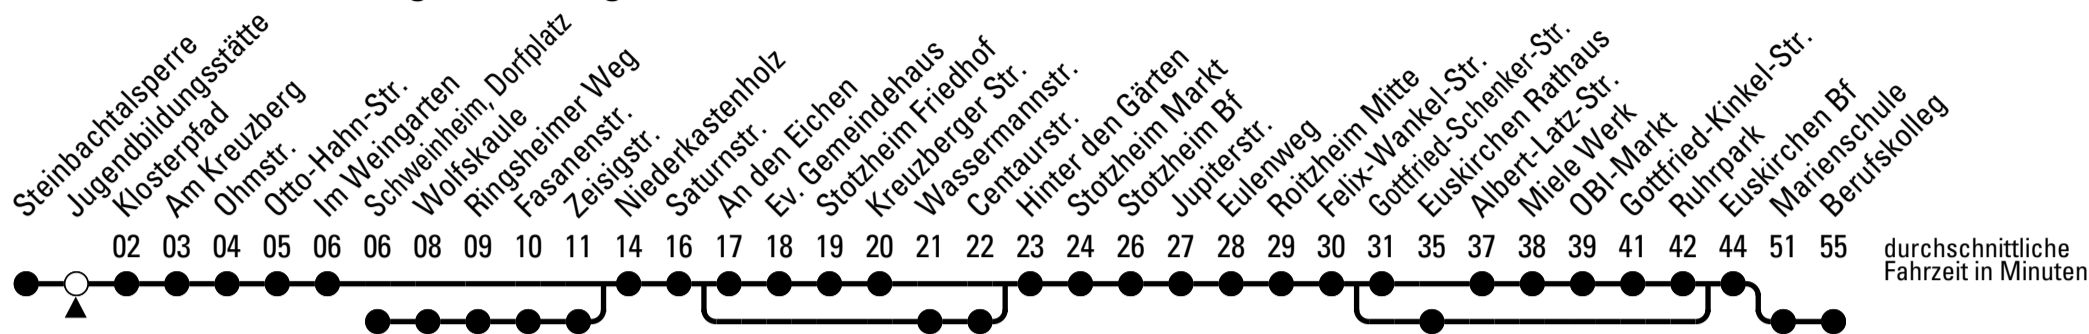 Steinbachtalsperre
Jugendbildungsstätte
Klosterpfad
Am Kreuzberg
Ohmstr.
Otto-Hahn-Str.
Im Weingarten
Schweinheim, Dorfplatz
Wolfskaule
Ringsheimer Weg
Fasanenstr.
Zeisigstr.
Niederkastenholz
Saturnstr.
An den Eichen
Ev. Gemeindehaus
Stotzheim Friedhof
Kreuzberger Str.
Wassermannstr.
Centaurstr.
Hinter den Gärten
Stotzheim Markt
Stotzheim Bf
Jupiterstr.
Eulenweg
Roitzheim Mitte
Felix-Wankel-Str.
Gottfried-Schenker-Str.
Euskirchen Rathaus
Albert-Latz-Str.
Miele Werk
OBI-Markt
Gottfried-Kinkel-Str.
Ruhrpark
Euskirchen Bf
Marienschule
Berufskolleg
02 03 04 05 06 06 08 09 10 11 14 16 17 18 19 20 21 22 23 24 26 27 28 29 30 31 35 37 38 39 41 42 44 51 55
durchschnittliche
Fahrzeit in Minuten